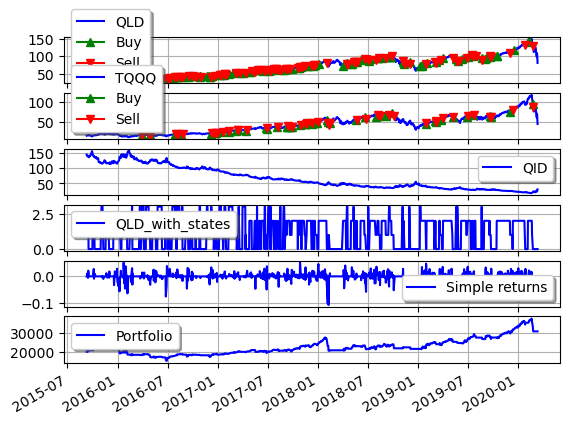 QLD
Buy
Sell
150
100
50
TQQQ
Buy
Sell
100
50
150
100
50
QID
2.5
0.0
QLD_with_states
0.0
−0.1
Simple returns
30000
20000
Portfolio
2015-07
2016-01
2016-07
2017-01
2017-07
2018-01
2018-07
2019-01
2019-07
2020-01